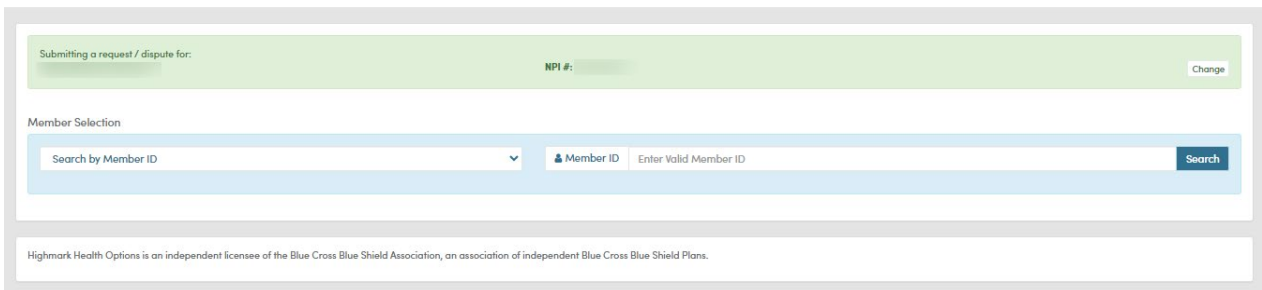 Submitting a request / dispute for:
NPI #:
Change
Member Selection
Search by Member ID
Member ID
Enter Valid Member ID
Search
Highmark Health Options is an independent licensee of the Blue Cross Blue Shield Association, an association of independent Blue Cross Blue Shield Plans.